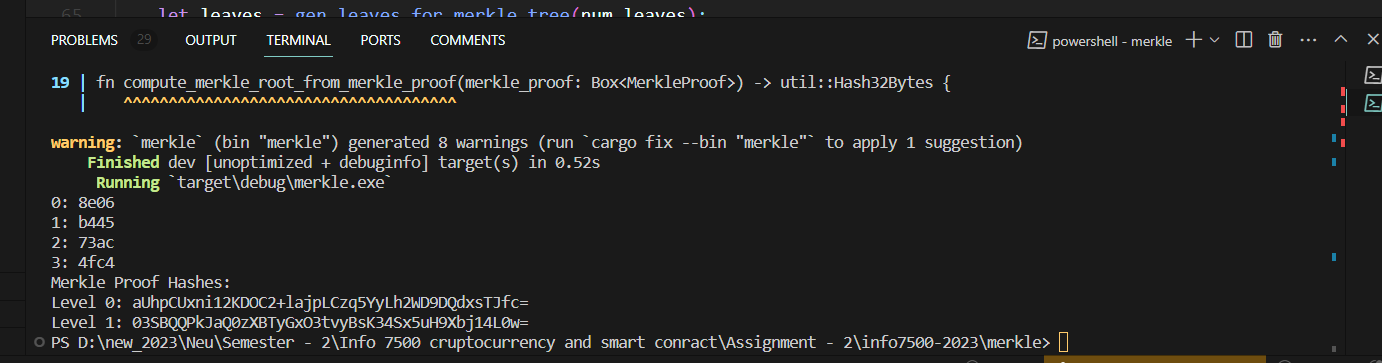 65 let leaves = gen_leaves_for_merkle_tree(num_leaves);
PROBLEMS 29 OUTPUT TERMINAL PORTS COMMENTS powershell - merkle
19 | fn compute_merkle_root_from_merkle_proof(merkle_proof: Box<MerkleProof>) -> util::Hash32Bytes {
| ^^^^^^^^^^^^^^^^^^^^^^^^^^^^^^^^^^^^^
warning: `merkle` (bin "merkle") generated 8 warnings (run `cargo fix --bin "merkle"` to apply 1 suggestion)
Finished dev [unoptimized + debuginfo] target(s) in 0.52s
Running `target\debug\merkle.exe`
0: 8e06
1: b445
2: 73ac
3: 4fc4
Merkle Proof Hashes:
Level 0: aUhpCUxni12KDOC2+lajpLCzq5YyLh2WD9DQdxsTJfc=
Level 1: 03SBQQPkJaQ0zXBTyGxO3tvyBsK34Sx5uH9Xbj14L0w=
PS D:\new_2023\Neu\Semester - 2\Info 7500 cruptocurrency and smart conract\Assignment - 2\info7500-2023\merkle>